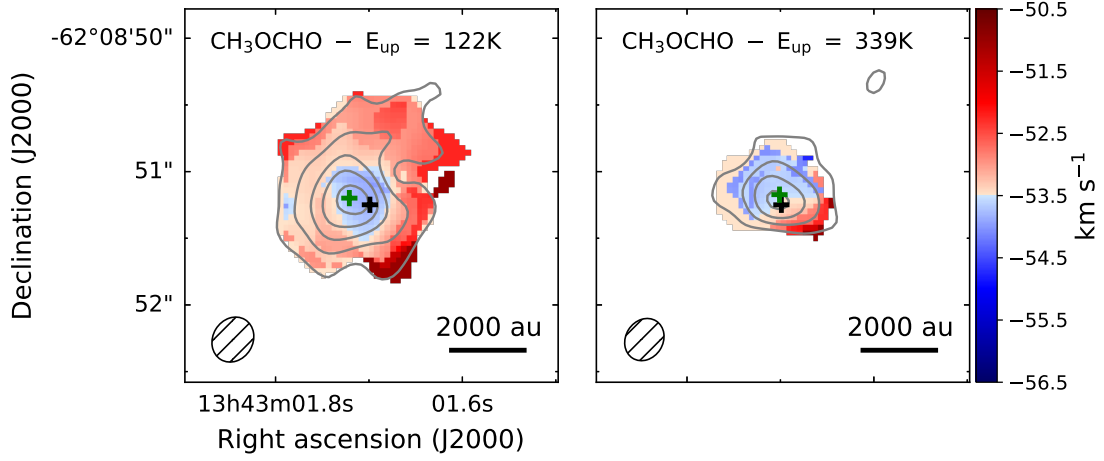 CH₃OCHO − E_up = 122K
CH₃OCHO − E_up = 339K
-62°08'50"
51"
52"
Declination (J2000)
2000 au
2000 au
13h43m01.8s
01.6s
Right ascension (J2000)
−50.5
−51.5
−52.5
−53.5
−54.5
−55.5
−56.5
km s⁻¹